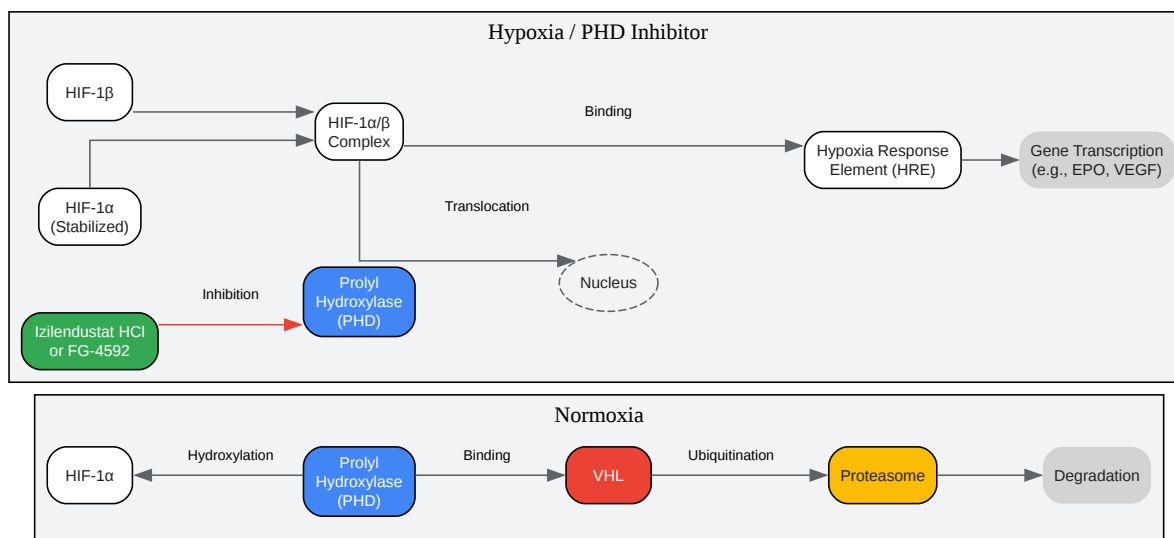 Hypoxia / PHD Inhibitor
HIF-1β
HIF-1α/β
Complex
Binding
Hypoxia Response
Element (HRE)
Gene Transcription
(e.g., EPO, VEGF)
HIF-1α
(Stabilized)
Translocation
Nucleus
Inhibition
Prolyl
Hydroxylase
(PHD)
Izilendustat HCl
or FG-4592
Normoxia
HIF-1α
Hydroxylation
Prolyl
Hydroxylase
(PHD)
Binding
VHL
Ubiquitination
Proteasome
Degradation